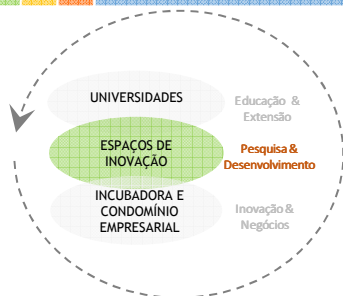 UNIVERSIDADES
Educação &
Extensão
ESPAÇOS DE
INOVAÇÃO
Pesquisa &
Desenvolvimento
INCUBADORA E
CONDOMÍNIO
EMPRESARIAL
Inovação &
Negócios